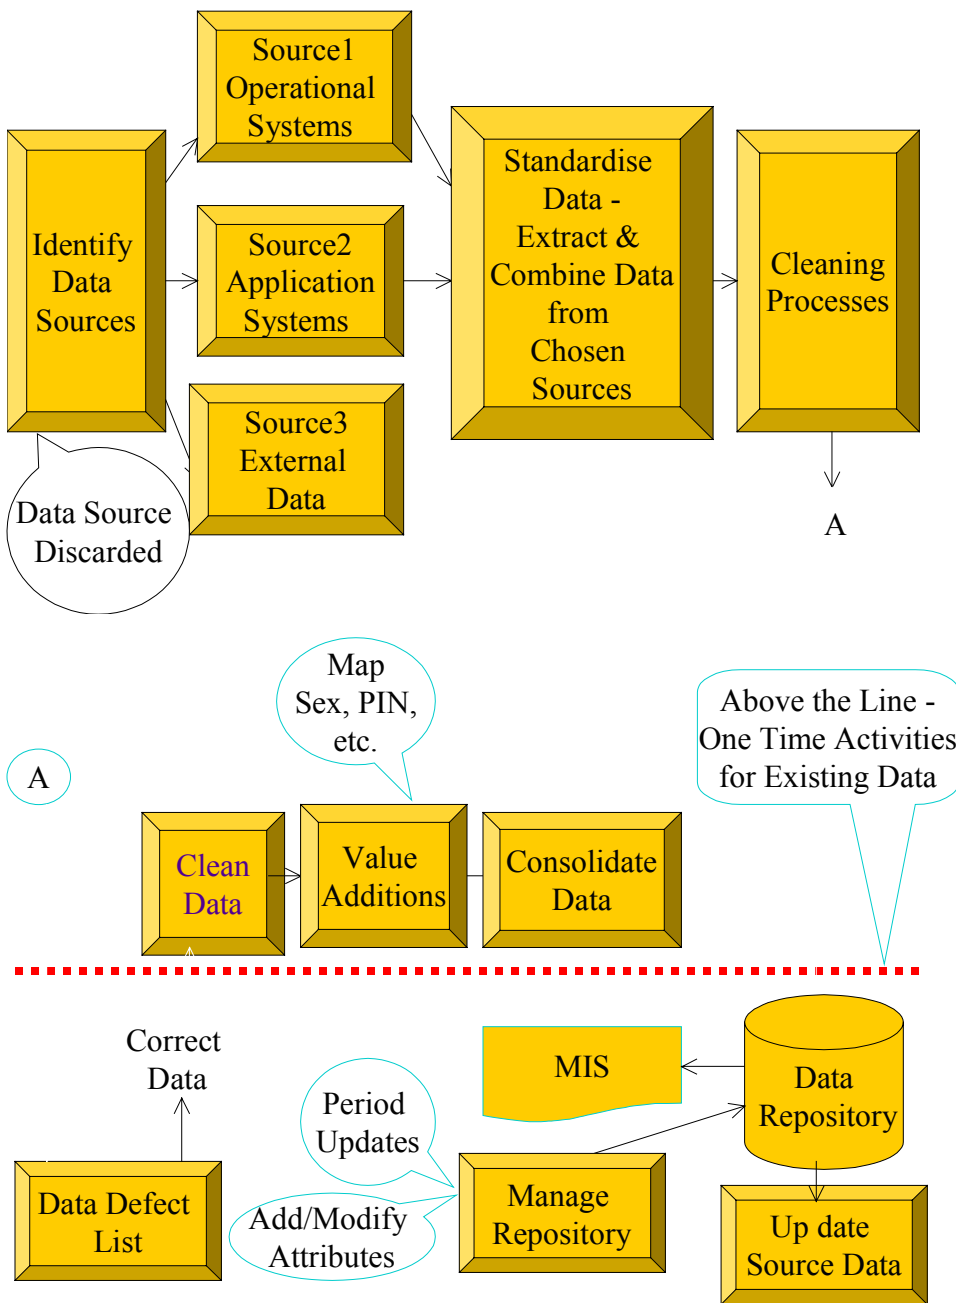 Identify
Data
Sources
Data Source
Discarded
Source1
Operational
Systems
Source2
Application
Systems
Source3
External
Data
Standardise
Data -
Extract &
Combine Data
from
Chosen
Sources
Cleaning
Processes
A
A
Map
Sex, PIN,
etc.
Above the Line -
One Time Activities
for Existing Data
Clean
Data
Value
Additions
Consolidate
Data
Correct
Data
Data Defect
List
Period
Updates
Add/Modify
Attributes
Manage
Repository
MIS
Data
Repository
Up date
Source Data